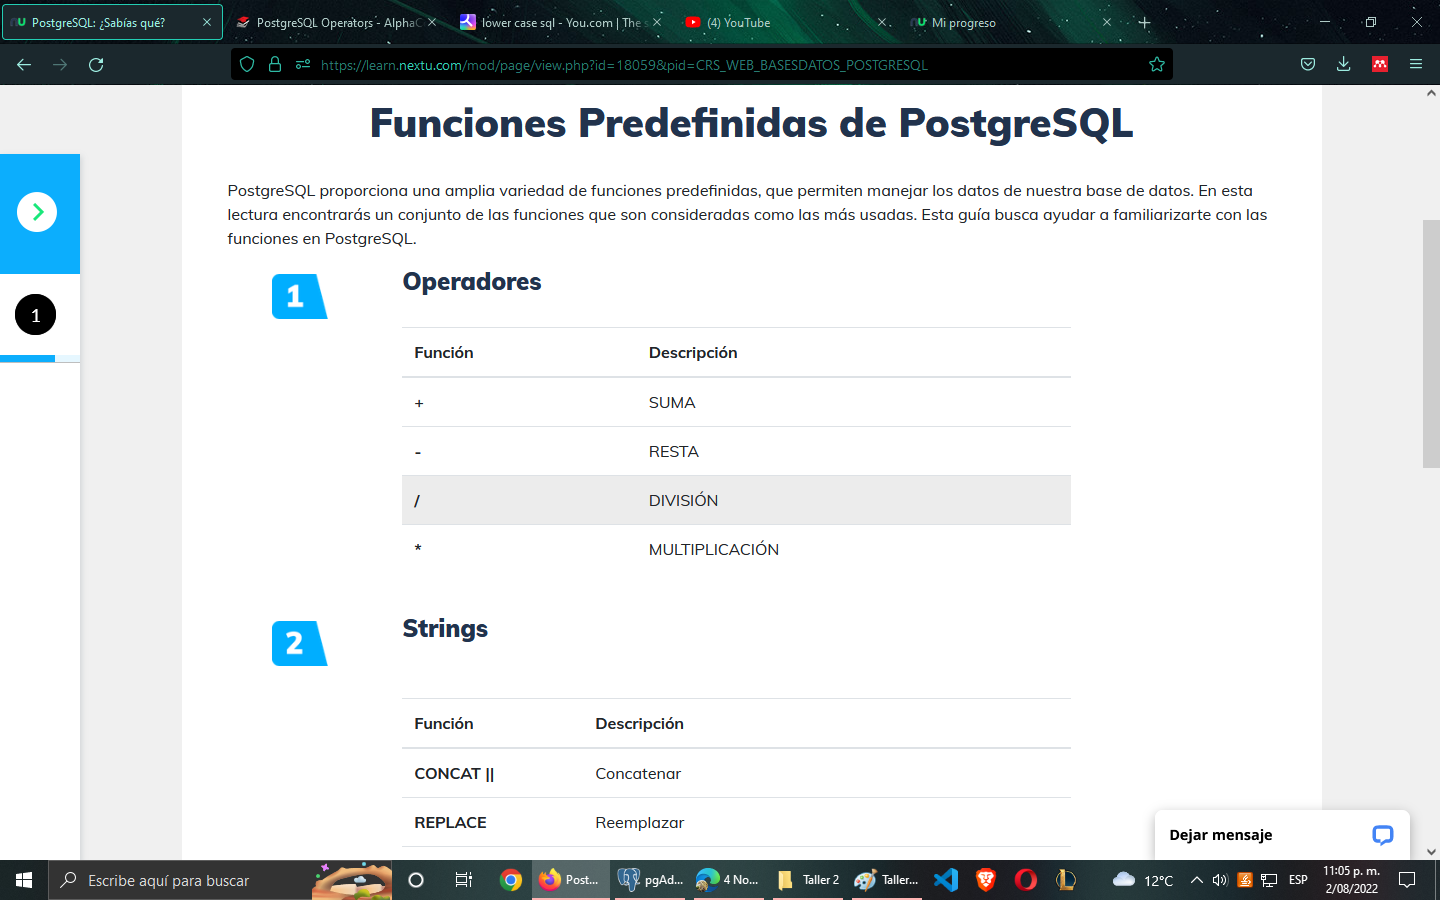 PostgreSQL: ¿Sabías qué?
PostgreSQL Operators - AlphaC
lower case sql - You.com | The s
(4) YouTube
Mi progreso
https://learn.nextu.com/mod/page/view.php?id=18059&pid=CRS_WEB_BASESDATOS_POSTGRESQL
Funciones Predefinidas de PostgreSQL
PostgreSQL proporciona una amplia variedad de funciones predefinidas, que permiten manejar los datos de nuestra base de datos. En esta
lectura encontrarás un conjunto de las funciones que son consideradas como las más usadas. Esta guía busca ayudar a familiarizarte con las
funciones en PostgreSQL.
1
1 Operadores
Función Descripción
+ SUMA
- RESTA
/ DIVISIÓN
* MULTIPLICACIÓN
2 Strings
Función Descripción
CONCAT || Concatenar
REPLACE Reemplazar
Dejar mensaje
Escribe aquí para buscar
Post...
pgAd...
4 No...
Taller 2
Taller...
12°C
ESP
11:05 p. m.
2/08/2022